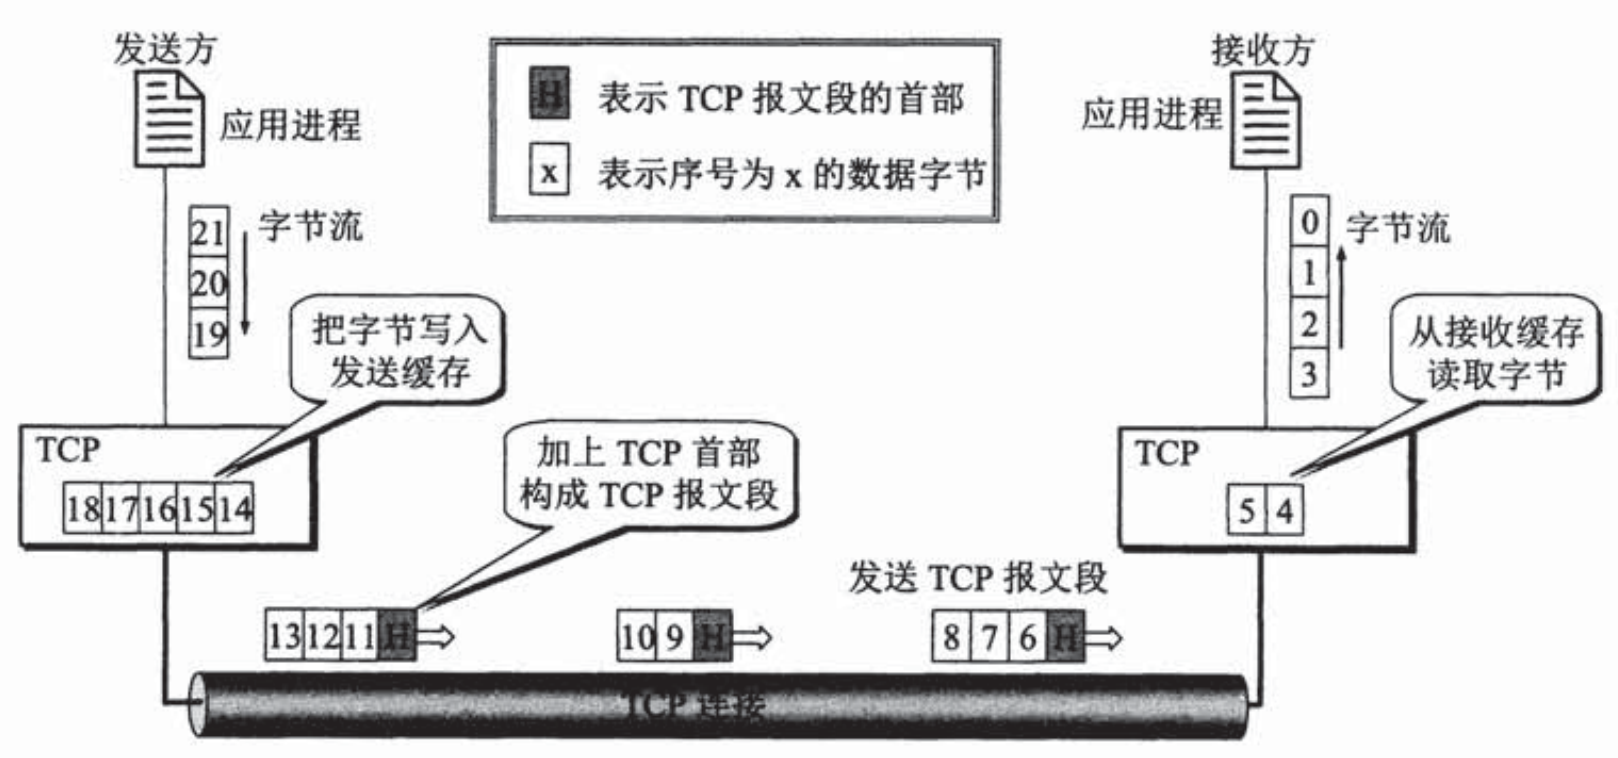 发送方
应用进程
H 表示 TCP 报文段的首部
x 表示序号为 x 的数据字节
接收方
应用进程
21
20
19
字节流
把字节写入
发送缓存
0
1
2
3
字节流
从接收缓存
读取字节
TCP
18 17 16 15 14
加上 TCP 首部
构成 TCP 报文段
TCP
5 4
发送 TCP 报文段
13 12 11 H
10 9 H
8 7 6 H
TCP 连接